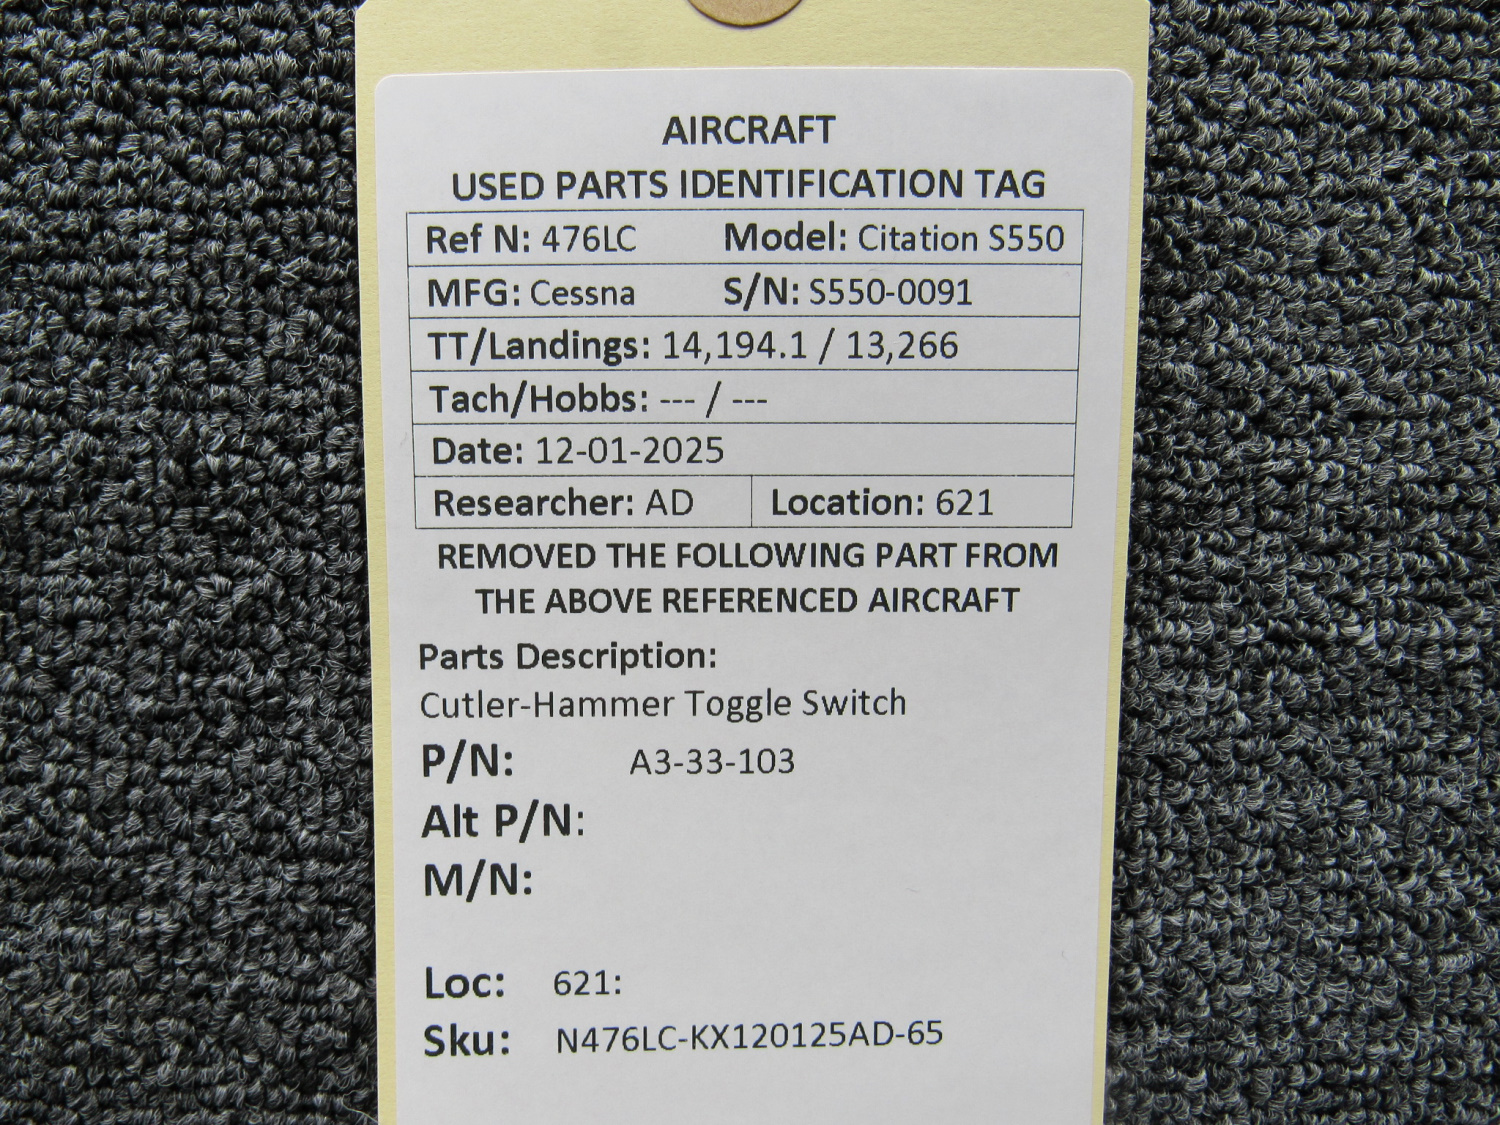 AIRCRAFT
USED PARTS IDENTIFICATION TAG
Ref N: 476LC Model: Citation S550
MFG: Cessna S/N: S550-0091
TT/Landings: 14,194.1 / 13,266
Tach/Hobbs: --- / ---
Date: 12-01-2025
Researcher: AD Location: 621
REMOVED THE FOLLOWING PART FROM
THE ABOVE REFERENCED AIRCRAFT
Parts Description:
Cutler-Hammer Toggle Switch
P/N: A3-33-103
Alt P/N:
M/N:
Loc: 621:
Sku: N476LC-KX120125AD-65